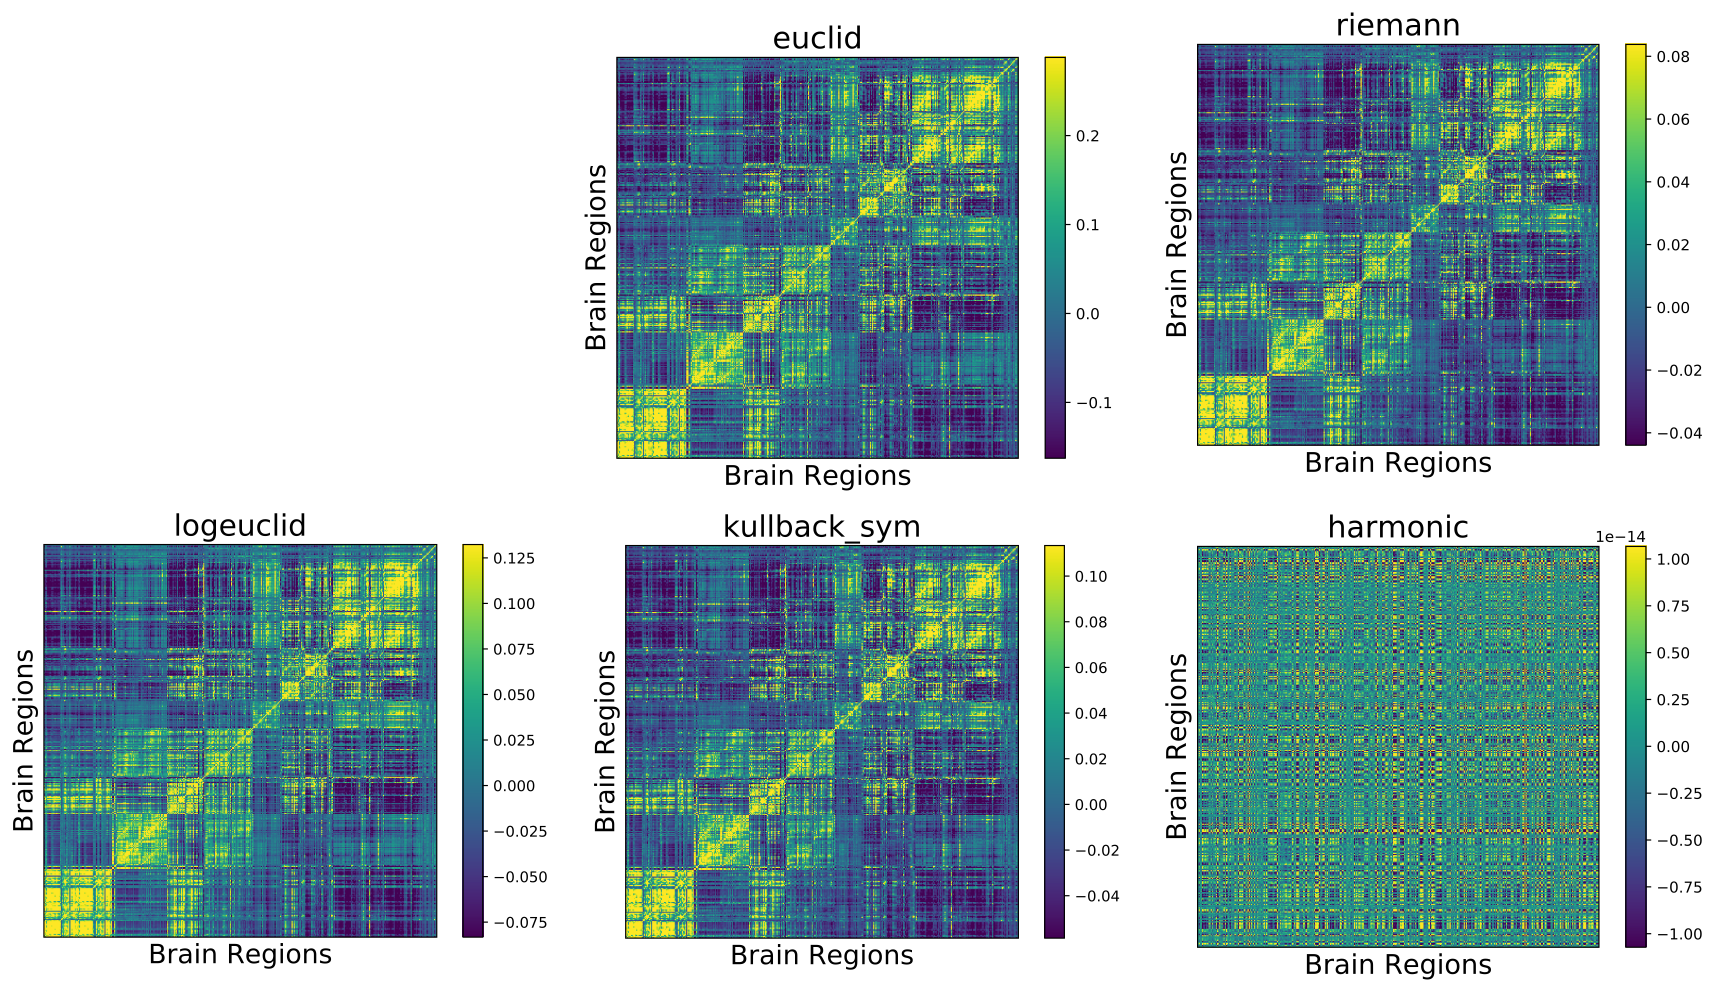 euclid
Brain Regions
0.2
0.1
0.0
−0.1
Brain Regions
riemann
Brain Regions
0.08
0.06
0.04
0.02
0.00
−0.02
−0.04
Brain Regions
logeuclid
Brain Regions
0.125
0.100
0.075
0.050
0.025
0.000
−0.025
−0.050
−0.075
Brain Regions
kullback_sym
Brain Regions
0.10
0.08
0.06
0.04
0.02
0.00
−0.02
−0.04
Brain Regions
harmonic
1e−14
Brain Regions
1.00
0.75
0.50
0.25
0.00
−0.25
−0.50
−0.75
−1.00
Brain Regions